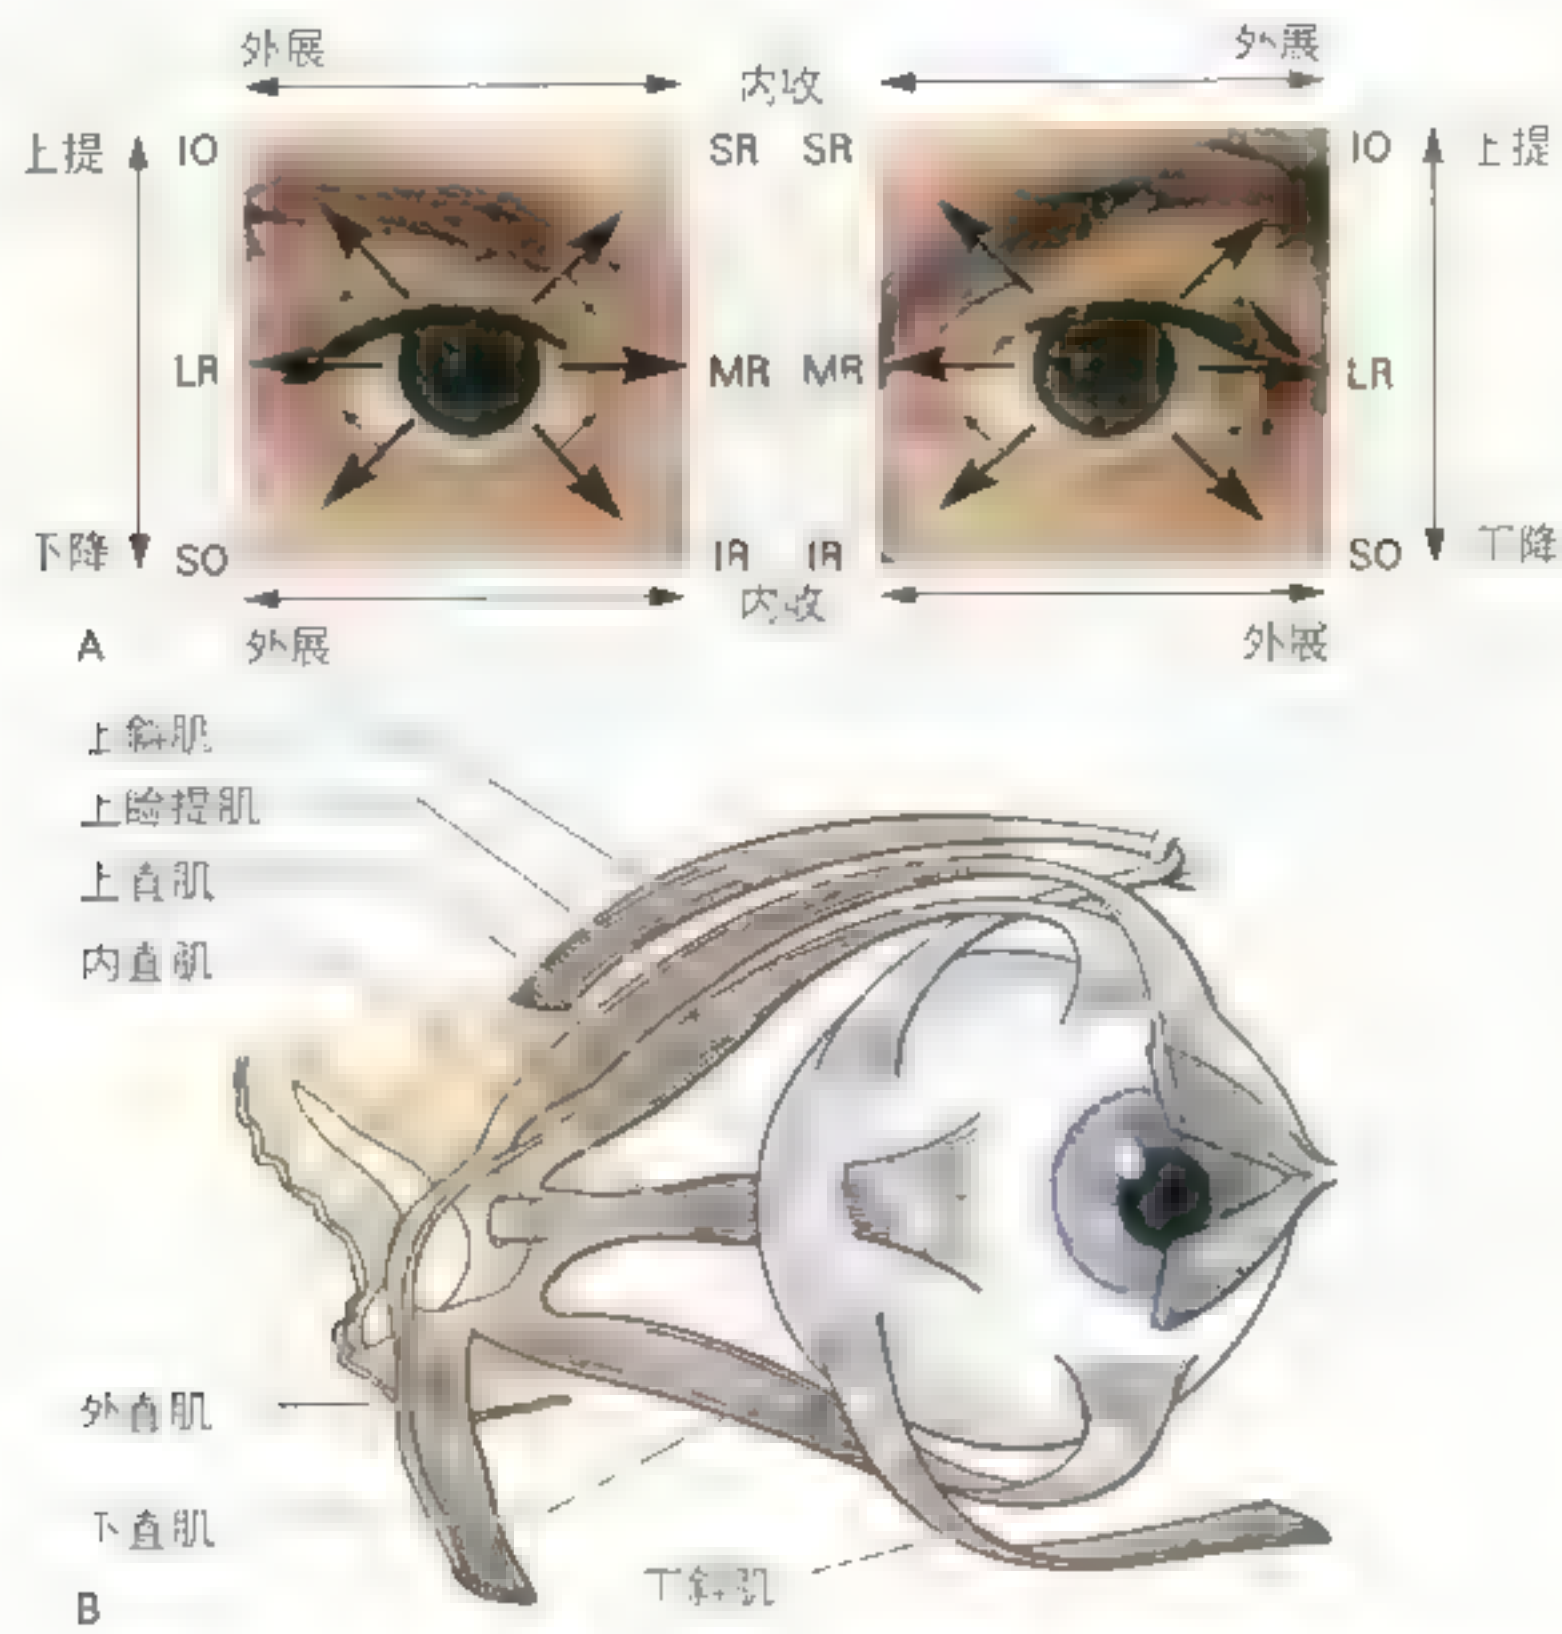 外展 外展
内收
上提 IO SR SR IO 上提
LR MR MR LR
下降 SO IR IR SO 下降
内收
A 外展 外展
上斜肌
上睑提肌
上直肌
内直肌
外直肌
下直肌
下斜肌
B